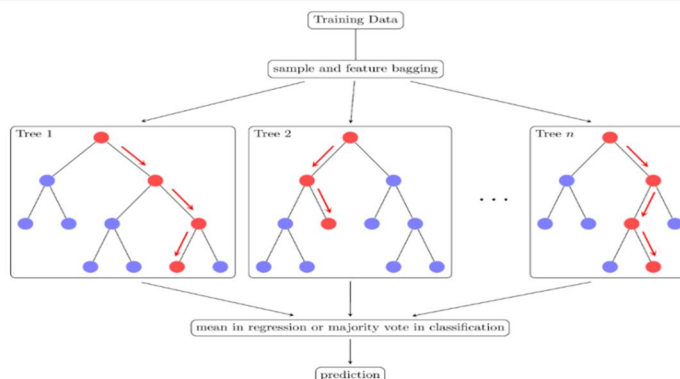 Training Data
sample and feature bagging
Tree 1
Tree 2
Tree n
. . .
mean in regression or majority vote in classification
prediction